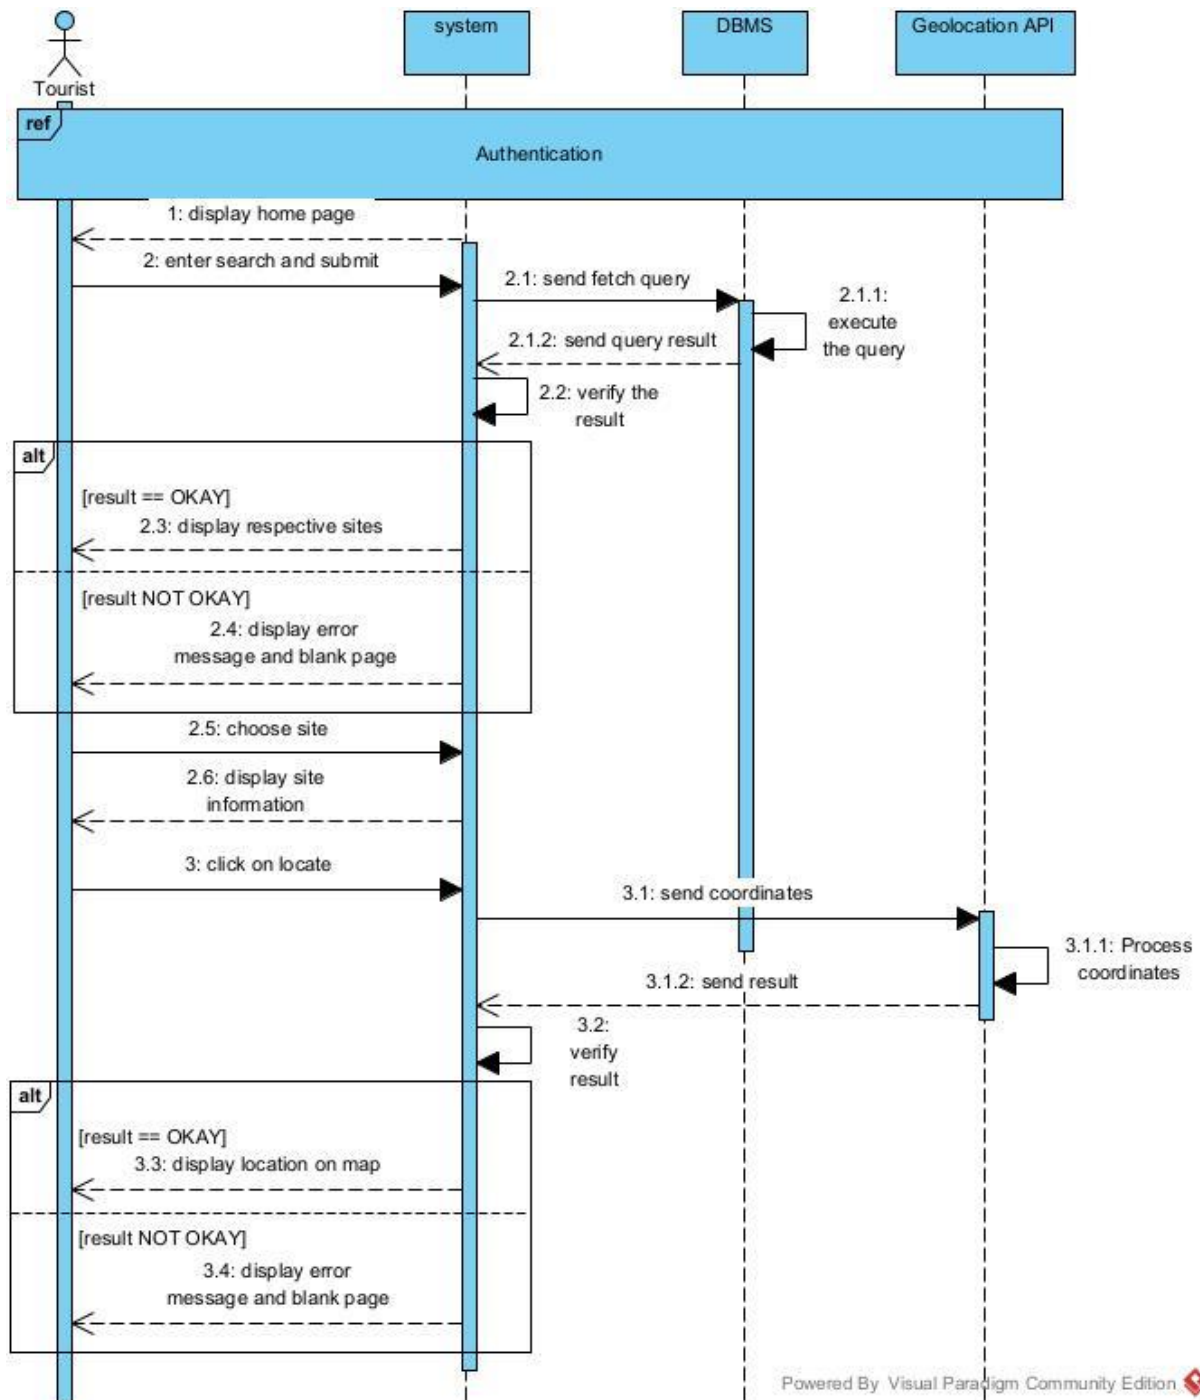 system
DBMS
Geolocation API
Tourist
ref
Authentication
1: display home page
2: enter search and submit
2.1: send fetch query
2.1.1:
execute
the query
2.1.2: send query result
2.2: verify the
result
alt
[result == OKAY]
2.3: display respective sites
[result NOT OKAY]
2.4: display error
message and blank page
2.5: choose site
2.6: display site
information
3: click on locate
3.1: send coordinates
3.1.1: Process
coordinates
3.1.2: send result
3.2:
verify
result
alt
[result == OKAY]
3.3: display location on map
[result NOT OKAY]
3.4: display error
message and blank page
Powered By Visual Paradigm Community Edition